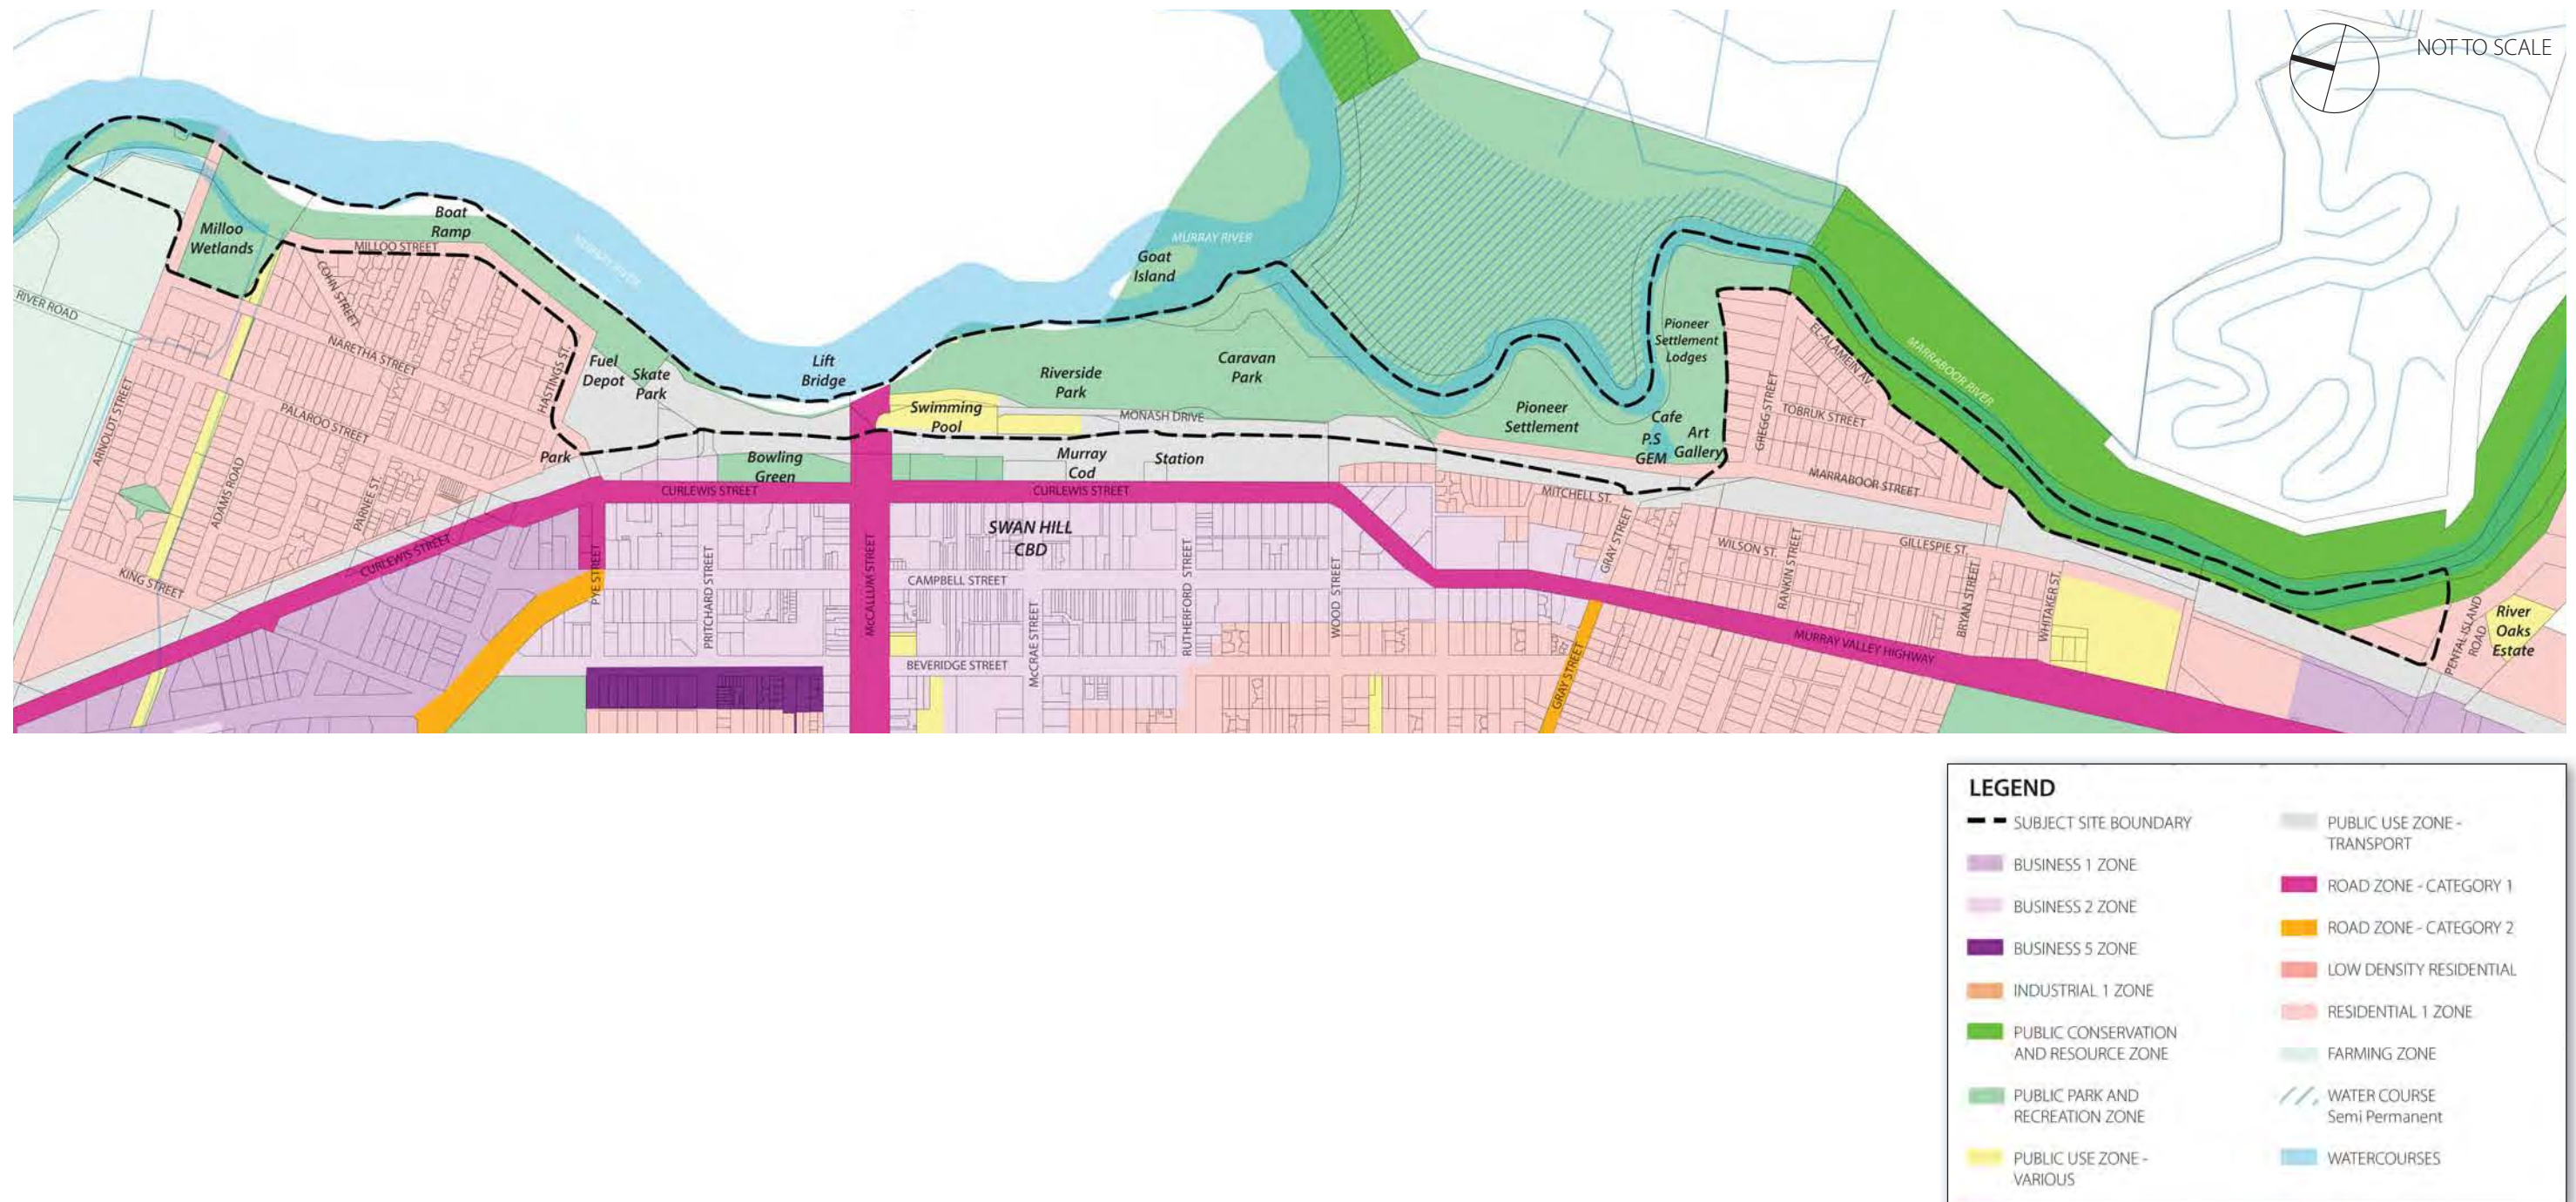 NOT TO SCALE
Milloo
Wetlands
Boat
Ramp
MILLOO STREET
COHN STREET
RIVER ROAD
NARETHA STREET
HASTINGS ST.
PALAROO STREET
ARNOLDT STREET
ADAMS ROAD
PARNEE ST.
KING STREET
CURLEWIS STREET
Park
Fuel
Depot
Skate
Park
MURRAY RIVER
Lift
Bridge
Goat
Island
MURRAY RIVER
Riverside
Park
Caravan
Park
Swimming
Pool
MONASH DRIVE
Bowling
Green
Murray
Cod
Station
CURLEWIS STREET
CURLEWIS STREET
SWAN HILL
CBD
PYE STREET
PRITCHARD STREET
McCALLUM STREET
CAMPBELL STREET
BEVERIDGE STREET
McCRAE STREET
RUTHERFORD STREET
WOOD STREET
Pioneer
Settlement
Lodges
Pioneer
Settlement
Cafe
P.S
GEM
Art
Gallery
MITCHELL ST.
GRAY STREET
GRAY STREET
GREGG STREET
EL-ALAMEIN AV
TOBRUK STREET
MARRABOOR STREET
MARRABOOR RIVER
WILSON ST.
RANKIN STREET
GILLESPIE ST.
BRYAN STREET
WHITAKER ST.
MURRAY VALLEY HIGHWAY
PENTAL ISLAND
ROAD
River
Oaks
Estate
LEGEND
SUBJECT SITE BOUNDARY
BUSINESS 1 ZONE
BUSINESS 2 ZONE
BUSINESS 5 ZONE
INDUSTRIAL 1 ZONE
PUBLIC CONSERVATION
AND RESOURCE ZONE
PUBLIC PARK AND
RECREATION ZONE
PUBLIC USE ZONE -
VARIOUS
PUBLIC USE ZONE -
TRANSPORT
ROAD ZONE - CATEGORY 1
ROAD ZONE - CATEGORY 2
LOW DENSITY RESIDENTIAL
RESIDENTIAL 1 ZONE
FARMING ZONE
WATER COURSE
Semi Permanent
WATERCOURSES